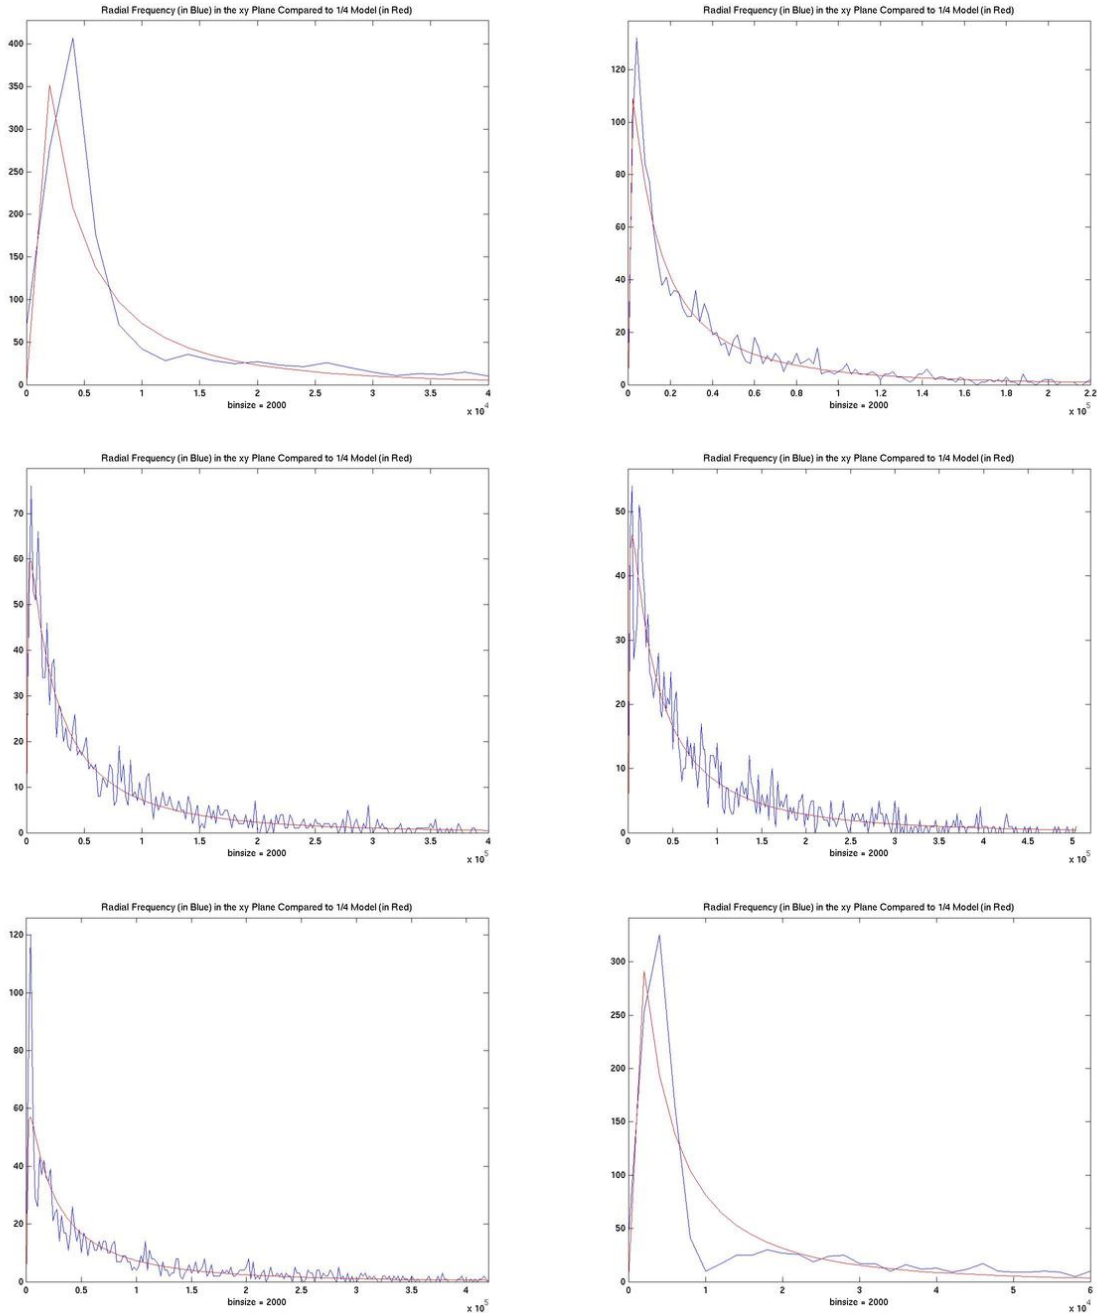 Radial Frequency (in Blue) in the xy Plane Compared to 1/4 Model (in Red)
400
350
300
250
200
150
100
50
0
0 0.5 1 1.5 2 2.5 3 3.5 4
binsize = 2000
x 10^4
Radial Frequency (in Blue) in the xy Plane Compared to 1/4 Model (in Red)
120
100
80
60
40
20
0
0 0.2 0.4 0.6 0.8 1 1.2 1.4 1.6 1.8 2 2.2
binsize = 2000
x 10^5
Radial Frequency (in Blue) in the xy Plane Compared to 1/4 Model (in Red)
70
60
50
40
30
20
10
0
0 0.5 1 1.5 2 2.5 3 3.5 4
binsize = 2000
x 10^5
Radial Frequency (in Blue) in the xy Plane Compared to 1/4 Model (in Red)
50
40
30
20
10
0
0 0.5 1 1.5 2 2.5 3 3.5 4 4.5 5
binsize = 2000
x 10^5
Radial Frequency (in Blue) in the xy Plane Compared to 1/4 Model (in Red)
120
100
80
60
40
20
0
0 0.5 1 1.5 2 2.5 3 3.5 4
binsize = 2000
x 10^5
Radial Frequency (in Blue) in the xy Plane Compared to 1/4 Model (in Red)
300
250
200
150
100
50
0
0 1 2 3 4 5 6
binsize = 2000
x 10^4